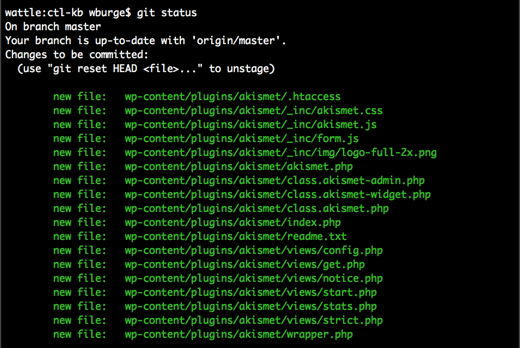 wattle:ctl-kb wburge$ git status
On branch master
Your branch is up-to-date with 'origin/master'.
Changes to be committed:
  (use "git reset HEAD <file>..." to unstage)

        new file:   wp-content/plugins/akismet/.htaccess
        new file:   wp-content/plugins/akismet/_inc/akismet.css
        new file:   wp-content/plugins/akismet/_inc/akismet.js
        new file:   wp-content/plugins/akismet/_inc/form.js
        new file:   wp-content/plugins/akismet/_inc/img/logo-full-2x.png
        new file:   wp-content/plugins/akismet/akismet.php
        new file:   wp-content/plugins/akismet/class.akismet-admin.php
        new file:   wp-content/plugins/akismet/class.akismet-widget.php
        new file:   wp-content/plugins/akismet/class.akismet.php
        new file:   wp-content/plugins/akismet/index.php
        new file:   wp-content/plugins/akismet/readme.txt
        new file:   wp-content/plugins/akismet/views/config.php
        new file:   wp-content/plugins/akismet/views/get.php
        new file:   wp-content/plugins/akismet/views/notice.php
        new file:   wp-content/plugins/akismet/views/start.php
        new file:   wp-content/plugins/akismet/views/stats.php
        new file:   wp-content/plugins/akismet/views/strict.php
        new file:   wp-content/plugins/akismet/wrapper.php